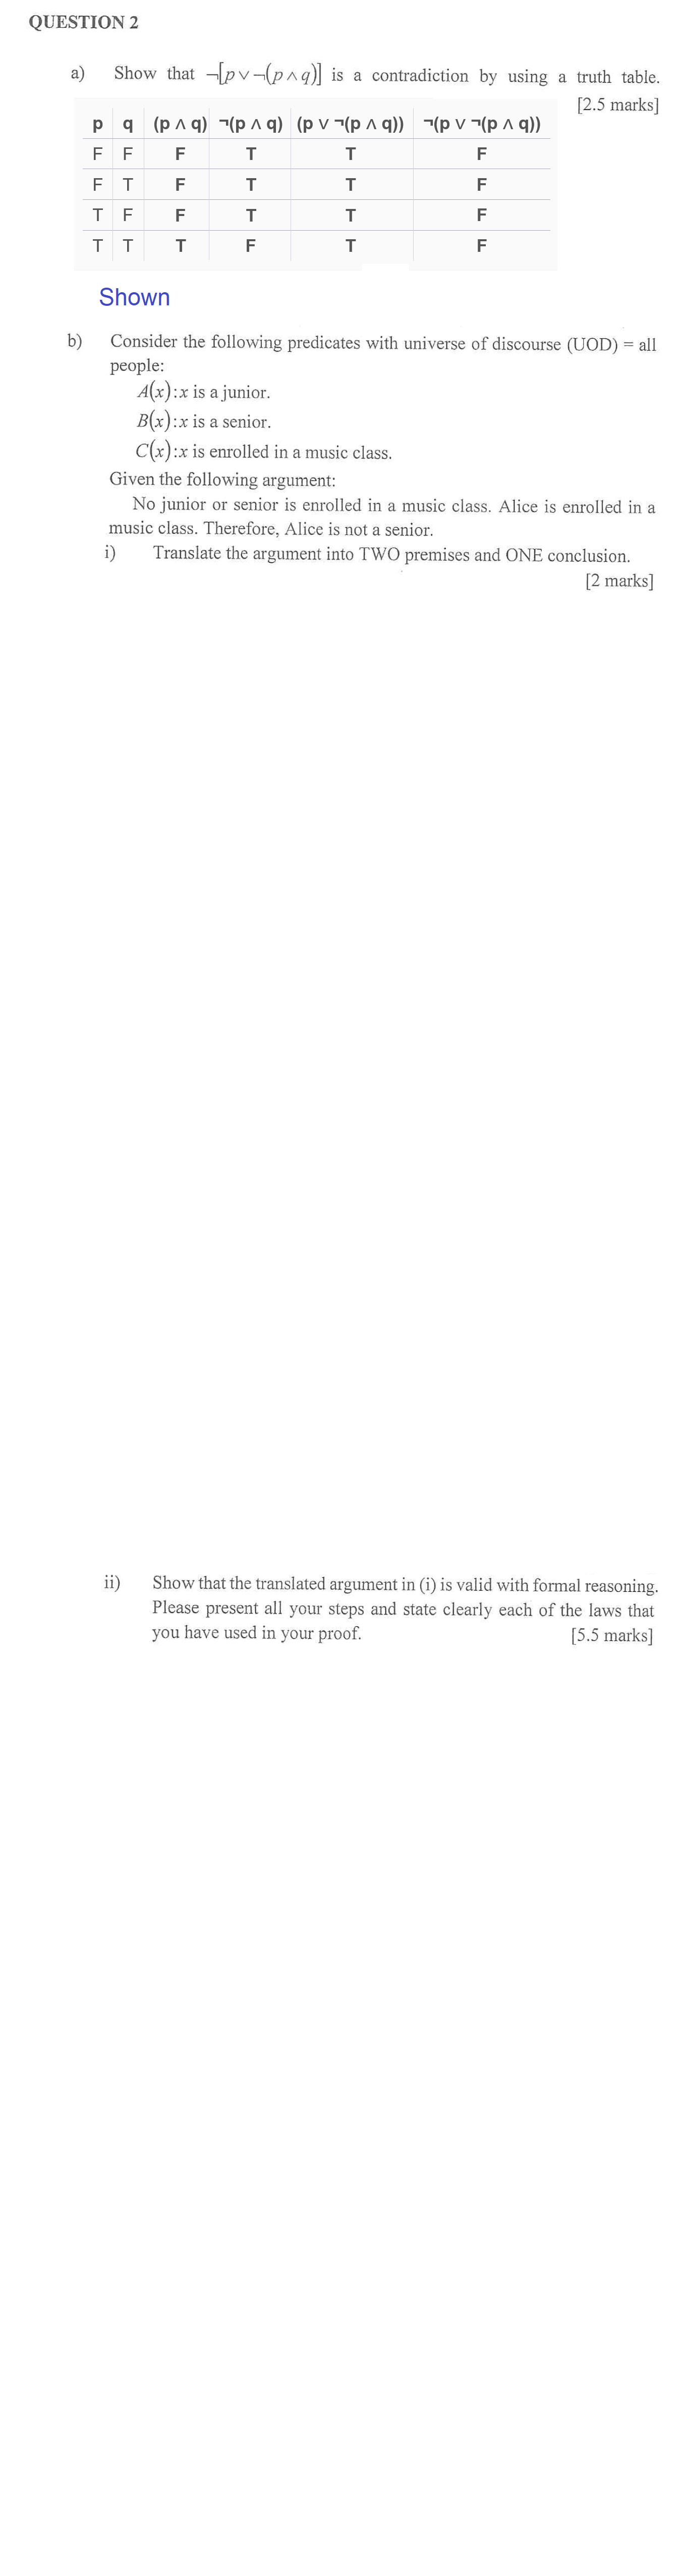 QUESTION 2
a) Show that ¬[p∨¬(p∧q)] is a contradiction by using a truth table.
[2.5 marks]
p q (p ∧ q) ¬(p ∧ q) (p ∨ ¬(p ∧ q)) ¬(p ∨ ¬(p ∧ q))
F F F T T F
F T F T T F
T F F T T F
T T T F T F
Shown
b) Consider the following predicates with universe of discourse (UOD) = all
people:
A(x):x is a junior.
B(x):x is a senior.
C(x):x is enrolled in a music class.
Given the following argument:
No junior or senior is enrolled in a music class. Alice is enrolled in a
music class. Therefore, Alice is not a senior.
i) Translate the argument into TWO premises and ONE conclusion.
[2 marks]
ii) Show that the translated argument in (i) is valid with formal reasoning.
Please present all your steps and state clearly each of the laws that
you have used in your proof. [5.5 marks]